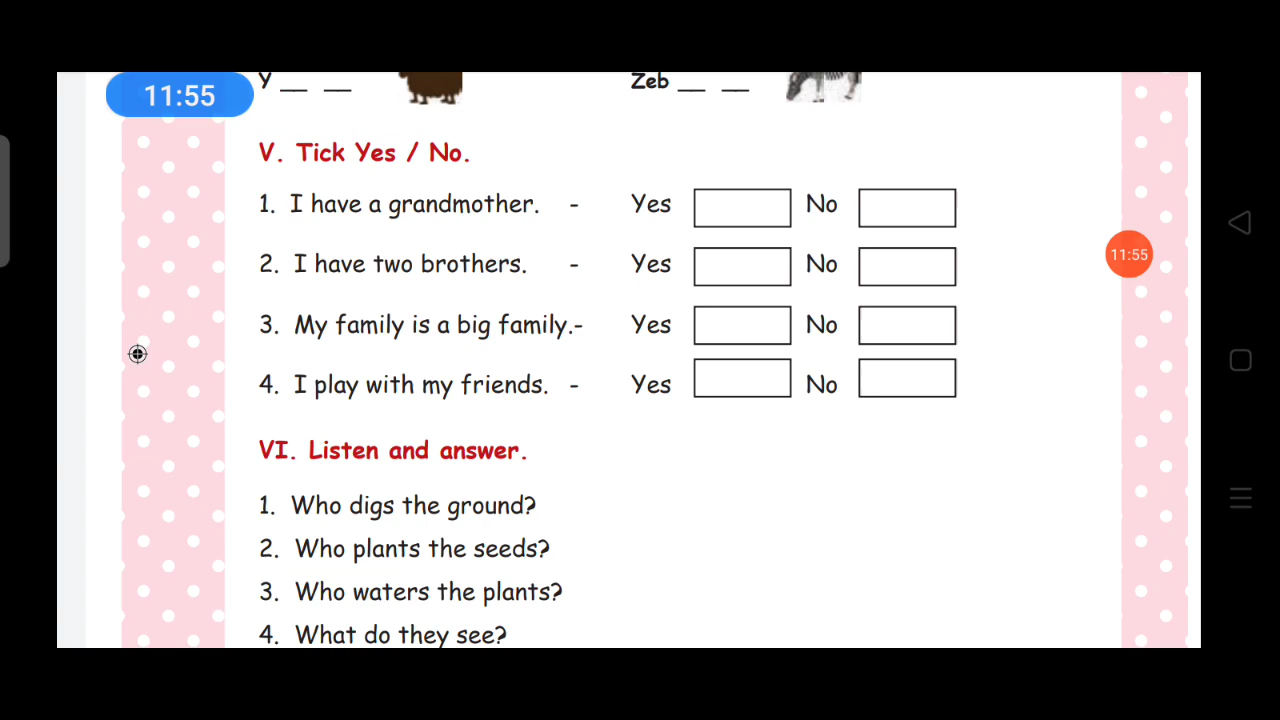 11:55
Y __ __ Zeb __ __
V. Tick Yes / No.
1. I have a grandmother. - Yes No
2. I have two brothers. - Yes No
11:55
3. My family is a big family.- Yes No
4. I play with my friends. - Yes No
VI. Listen and answer.
1. Who digs the ground?
2. Who plants the seeds?
3. Who waters the plants?
4. What do they see?